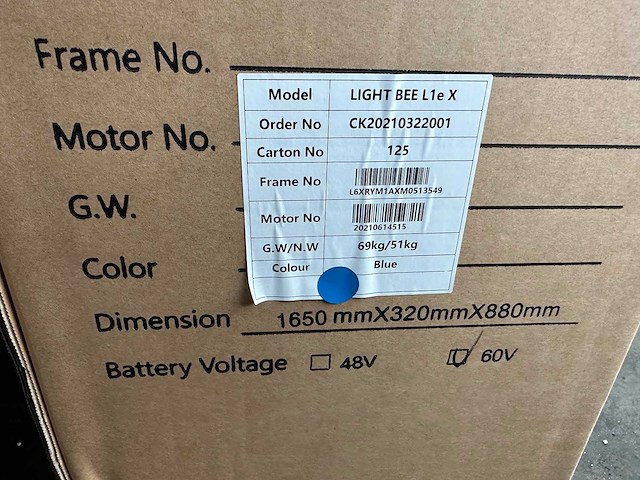 Frame No.
Model LIGHT BEE L1e X
Order No CK20210322001
Motor No.
Carton No 125
Frame No
L6XRYM1AXM0513549
G.W.
Motor No
20210614515
G.W/N.W 69kg/51kg
Color
Colour Blue
Dimension 1650 mmX320mmX880mm
Battery Voltage 48V 60V